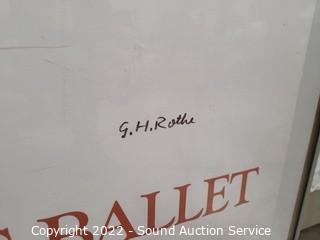 G.H.Rothe
BALLET
Copyright 2022 - Sound Auction Service